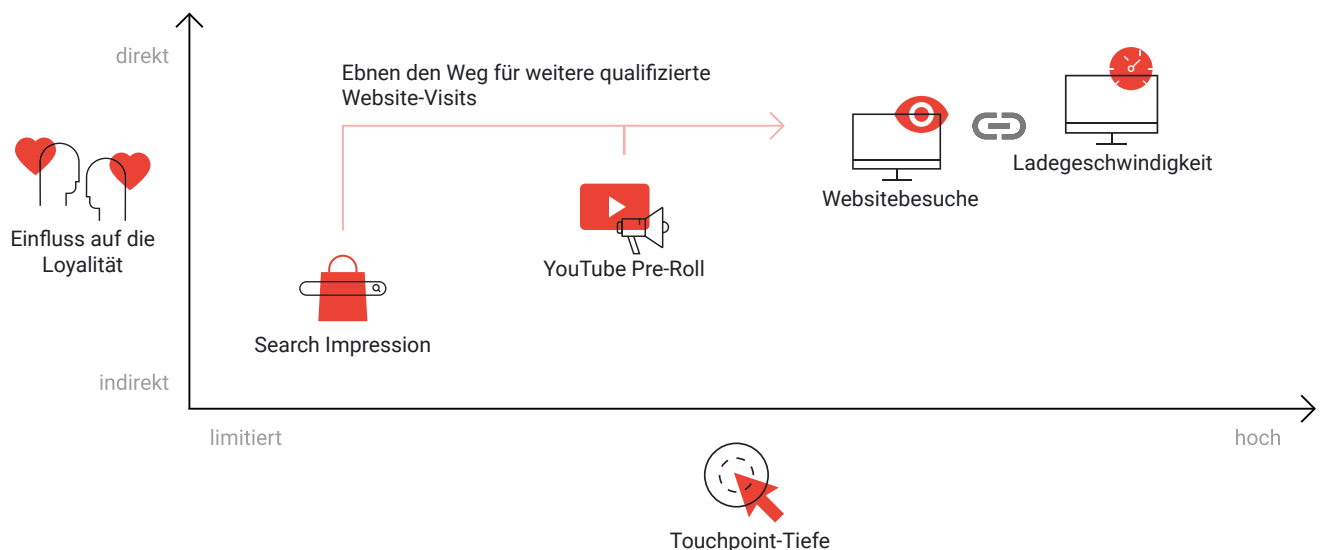 direkt
Ebnen den Weg für weitere qualifizierte
Website-Visits
Ladegeschwindigkeit
Websitebesuche
Einfluss auf die
Loyalität
YouTube Pre-Roll
Search Impression
indirekt
limitiert
hoch
Touchpoint-Tiefe